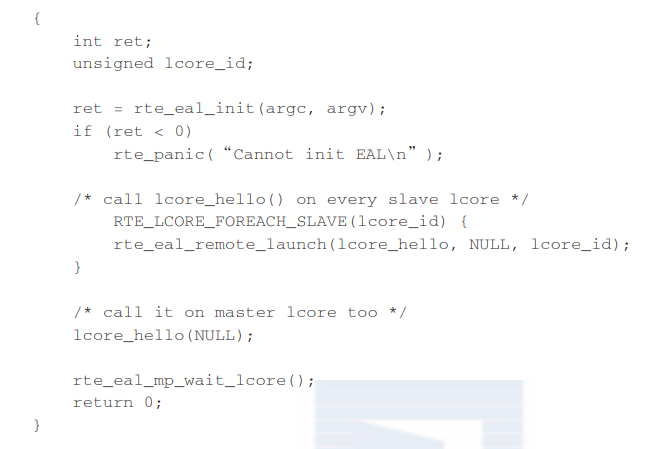 {
    int ret;
    unsigned lcore_id;

    ret = rte_eal_init(argc, argv);
    if (ret < 0)
        rte_panic( “Cannot init EAL\n” );

    /* call lcore_hello() on every slave lcore */
        RTE_LCORE_FOREACH_SLAVE(lcore_id) {
        rte_eal_remote_launch(lcore_hello, NULL, lcore_id);
    }

    /* call it on master lcore too */
    lcore_hello(NULL);

    rte_eal_mp_wait_lcore();
    return 0;
}